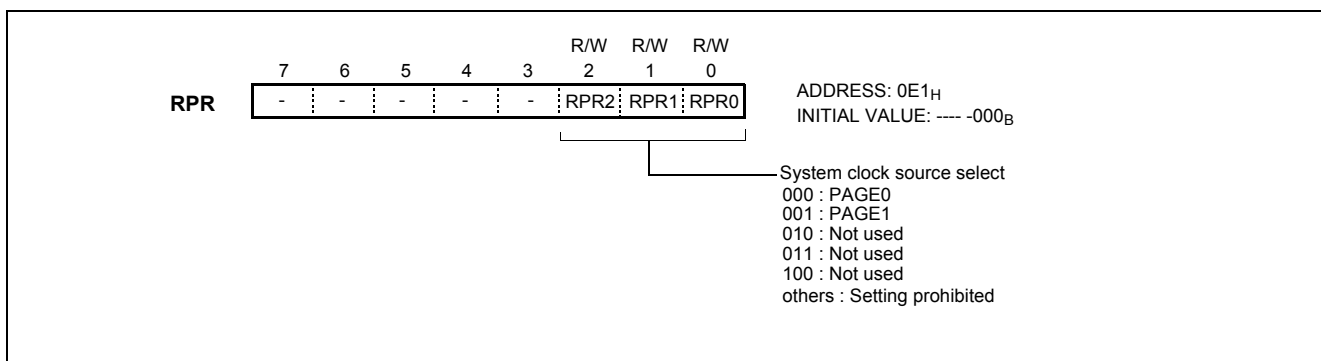 R/W R/W R/W
7 6 5 4 3 2 1 0
RPR - - - - - RPR2 RPR1 RPR0
ADDRESS: 0E1H
INITIAL VALUE: ---- -000B
System clock source select
000 : PAGE0
001 : PAGE1
010 : Not used
011 : Not used
100 : Not used
others : Setting prohibited